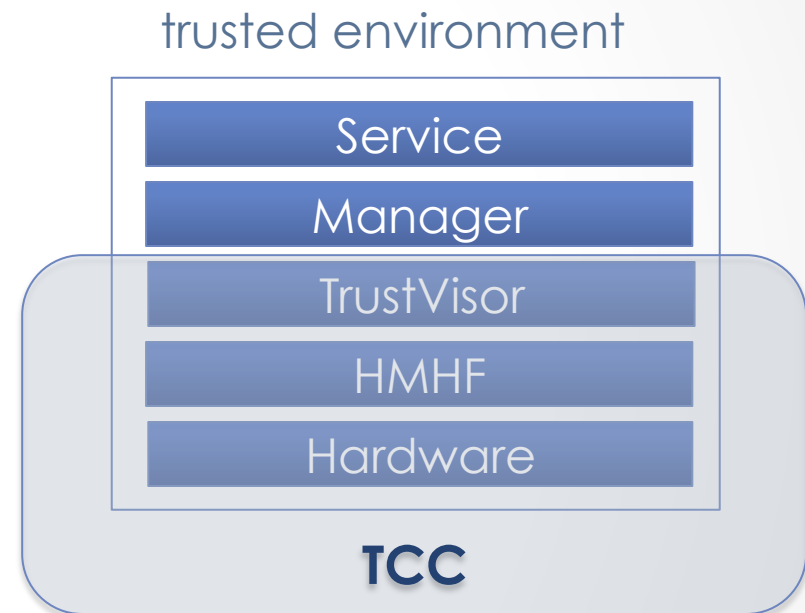 trusted environment
Service
Manager
TrustVisor
HMHF
Hardware
TCC